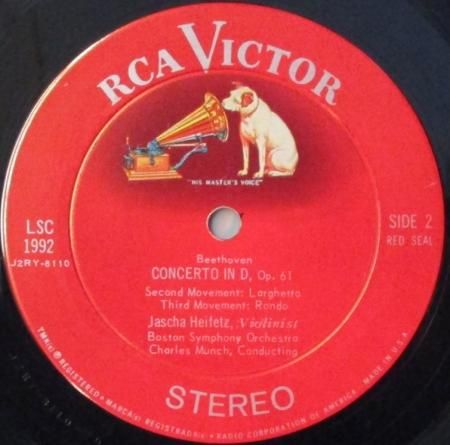 RCA VICTOR
"HIS MASTER'S VOICE"
LSC
1992
J2RY-8110
SIDE 2
RED SEAL
Beethoven
CONCERTO IN D, Op. 61
Second Movement: Larghetto
Third Movement: Rondo
Jascha Heifetz, Violinist
Boston Symphony Orchestra
Charles Munch, Conducting
STEREO
TMK(s) ® REGISTERED • MARCA(s) REGISTRADA(s) • RADIO CORPORATION OF AMERICA - MADE IN U.S.A.